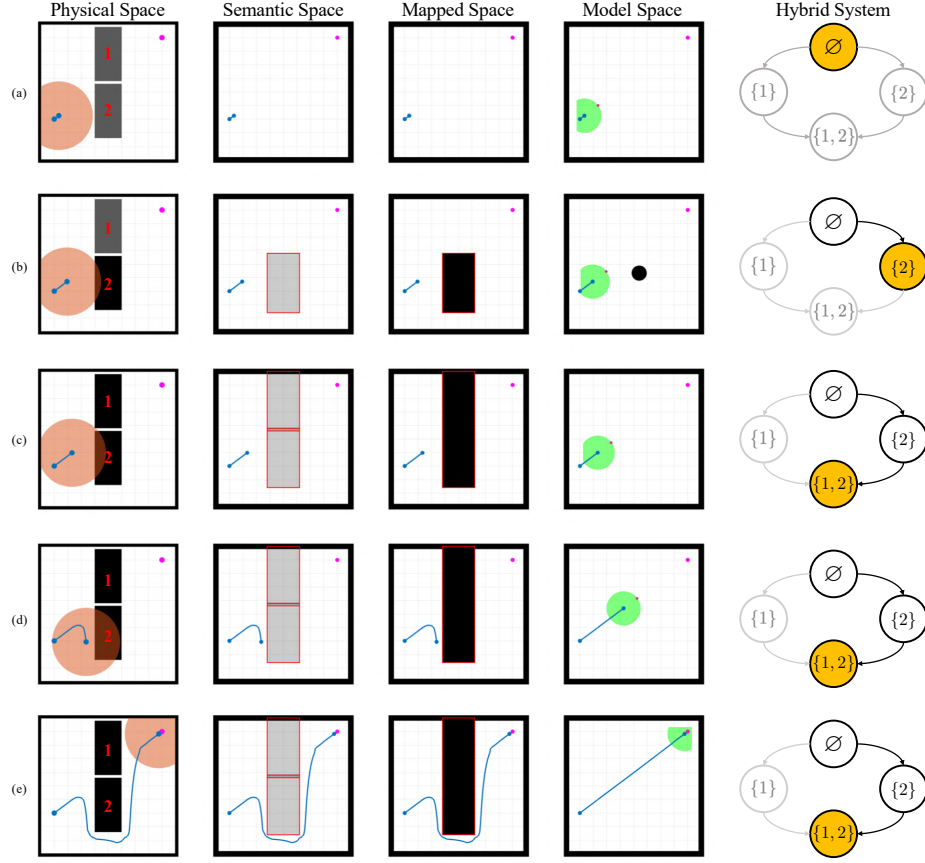 Physical Space Semantic Space Mapped Space Model Space Hybrid System
(a) 1 2 ∅ {1} {2} {1, 2}
(b) 1 2 ∅ {1} {2} {1, 2}
(c) 1 2 ∅ {1} {2} {1, 2}
(d) 1 2 ∅ {1} {2} {1, 2}
(e) 1 2 ∅ {1} {2} {1, 2}